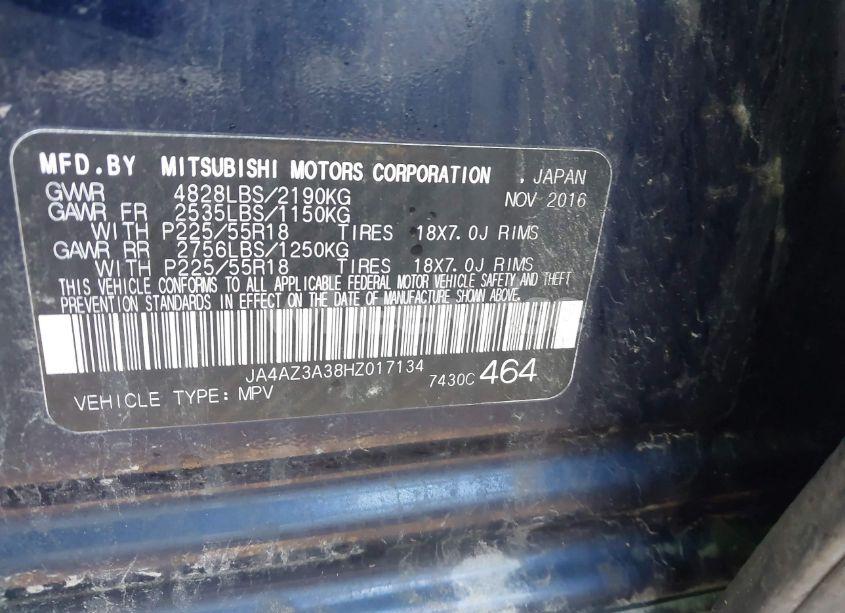 MFD.BY MITSUBISHI MOTORS CORPORATION . JAPAN
GVWR 4828LBS/2190KG NOV 2016
GAWR FR 2535LBS/1150KG
WITH P225/55R18 TIRES 18X7.0J RIMS
GAWR RR 2756LBS/1250KG
WITH P225/55R18 TIRES 18X7.0J RIMS
THIS VEHICLE CONFORMS TO ALL APPLICABLE FEDERAL MOTOR VEHICLE SAFETY AND THEFT
PREVENTION STANDARDS IN EFFECT ON THE DATE OF MANUFACTURE SHOWN ABOVE.
JA4AZ3A38HZ017134 7430C 464
VEHICLE TYPE: MPV